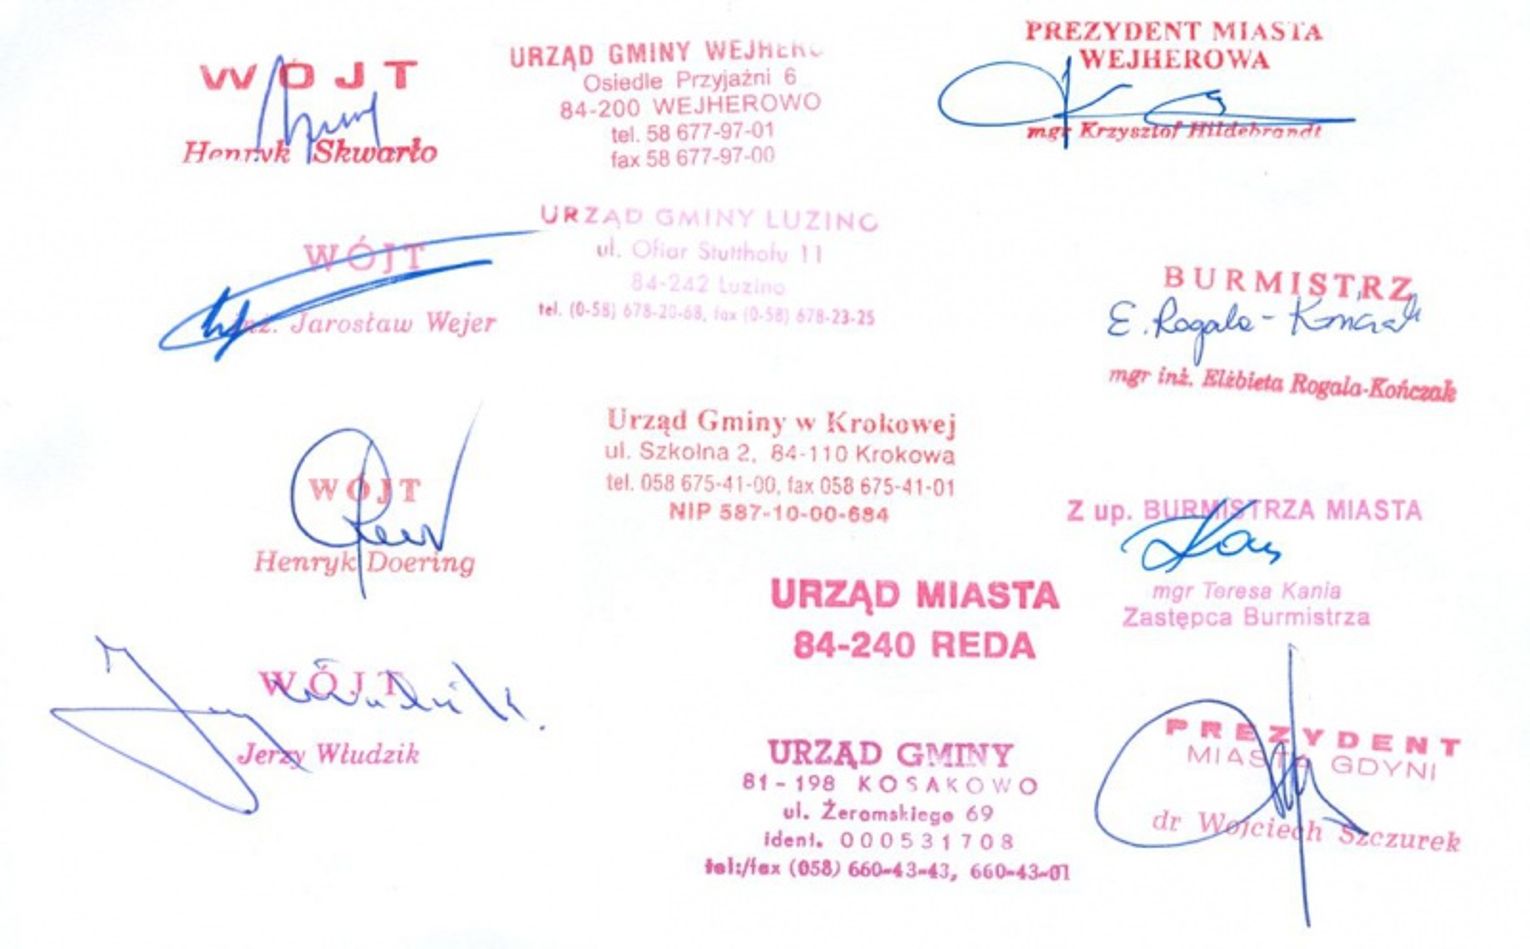 WÓJT
Henryk Skwarło
URZĄD GMINY WEJHERO
Osiedle Przyjaźni 6
84-200 WEJHEROWO
tel. 58 677-97-01
fax 58 677-97-00
PREZYDENT MIASTA
WEJHEROWA
mgr Krzysztof Hildebrandt
WÓJT
inż. Jarosław Wejer
URZĄD GMINY LUZINO
ul. Ofiar Stutthofu 11
84-242 Luzino
tel. (0-58) 678-20-68, fax (0-58) 678-23-25
BURMISTRZ
E. Rogala-Kończak
mgr inż. Elżbieta Rogala-Kończak
WÓJT
Henryk Doering
Urząd Gminy w Krokowej
ul. Szkolna 2, 84-110 Krokowa
tel. 058 675-41-00, fax 058 675-41-01
NIP 587-10-00-684
Z up. BURMISTRZA MIASTA
mgr Teresa Kania
Zastępca Burmistrza
URZĄD MIASTA
84-240 REDA
WÓJT
Jerzy Włudzik
URZĄD GMINY
81-198 KOSAKOWO
ul. Żeromskiego 69
ident. 000531708
tel:/fax (058) 660-43-43, 660-43-01
PREZYDENT
MIASTA GDYNI
dr Wojciech Szczurek